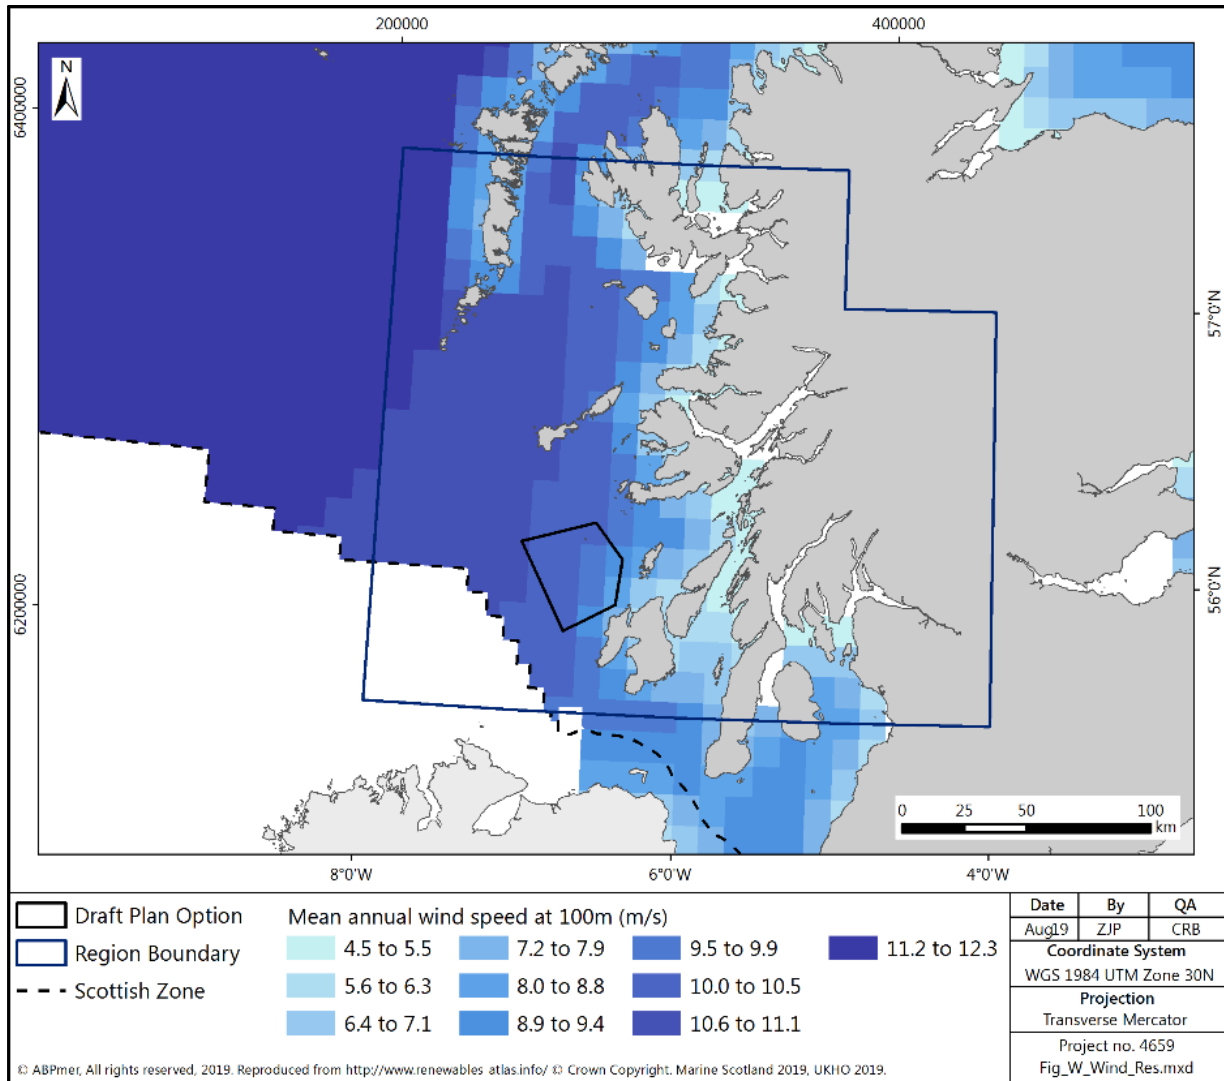 200000
400000
N
6400000
57°0'N
6200000
56°0'N
0 25 50 100
km
8°0'W
6°0'W
4°0'W
Draft Plan Option
Region Boundary
Scottish Zone
Mean annual wind speed at 100m (m/s)
4.5 to 5.5
5.6 to 6.3
6.4 to 7.1
7.2 to 7.9
8.0 to 8.8
8.9 to 9.4
9.5 to 9.9
10.0 to 10.5
10.6 to 11.1
11.2 to 12.3
Date By QA
Aug19 ZJP CRB
Coordinate System
WGS 1984 UTM Zone 30N
Projection
Transverse Mercator
Project no. 4659
Fig_W_Wind_Res.mxd
© ABPmer, All rights reserved, 2019. Reproduced from http://www.renewables atlas.info/ © Crown Copyright. Marine Scotland 2019, UKHO 2019.